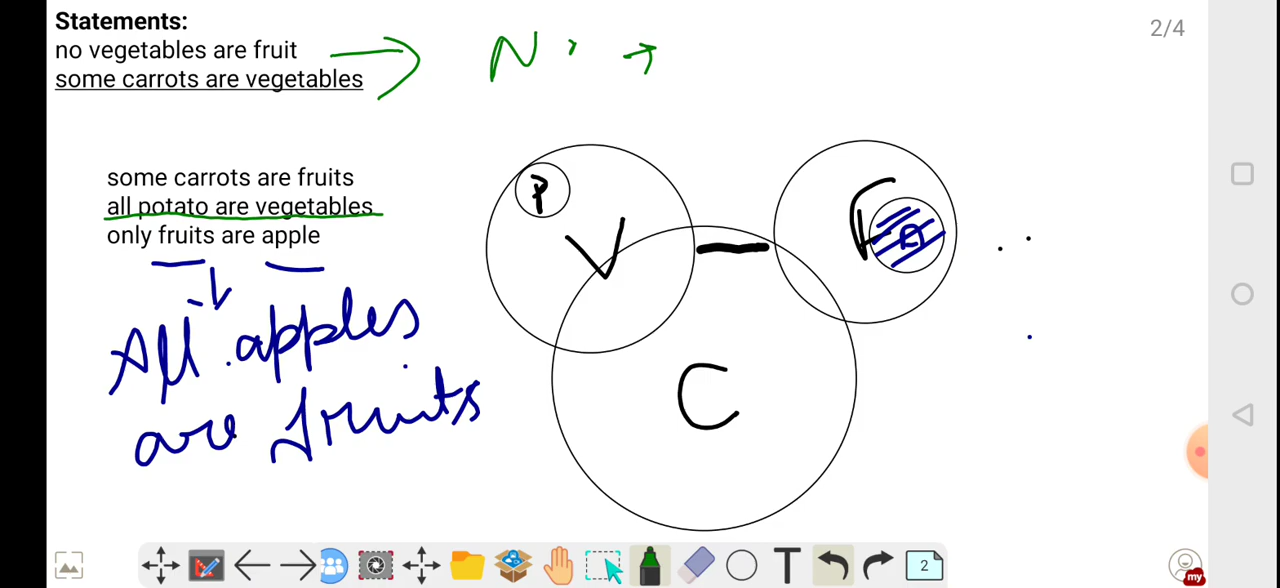 Statements:
2/4
no vegetables are fruit
some carrots are vegetables
N
some carrots are fruits
all potato are vegetables
only fruits are apple
P
V
F
a
C
All apples
are fruits
T
2
my